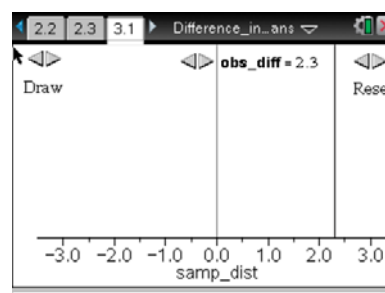 2.2 2.3 3.1 Difference_in...ans
obs_diff = 2.3
Draw Rese
-3.0 -2.0 -1.0 0.0 1.0 2.0 3.0
samp_dist